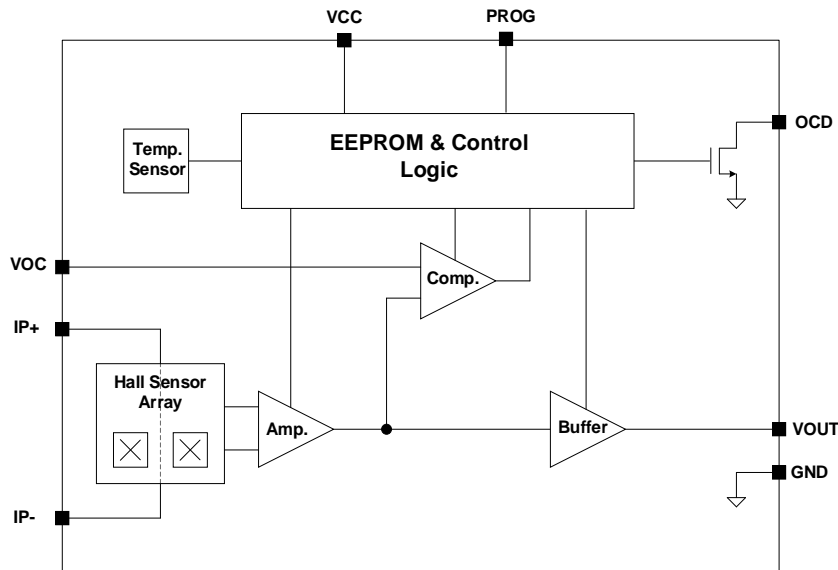 VCC
PROG
OCD
EEPROM & Control
Logic
Temp.
Sensor
VOC
Comp.
IP+
Hall Sensor
Array
Amp.
Buffer
VOUT
GND
IP-